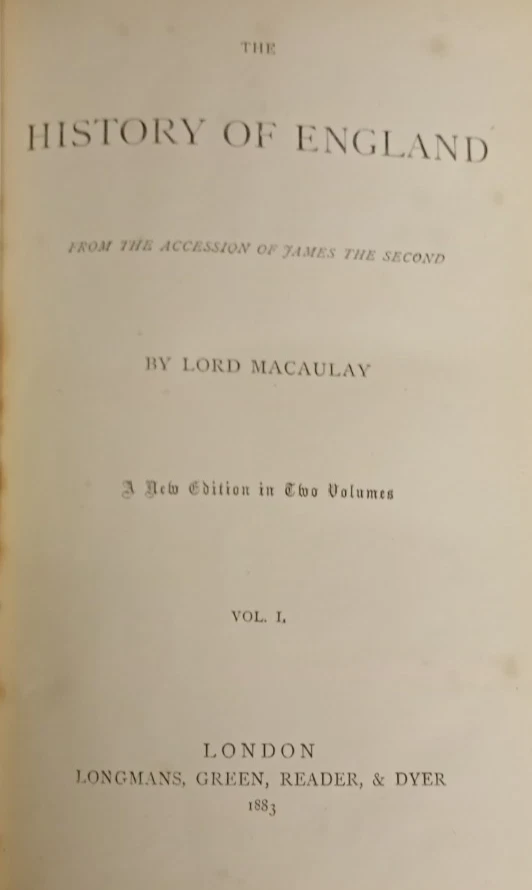 THE
HISTORY OF ENGLAND
FROM THE ACCESSION OF JAMES THE SECOND
BY LORD MACAULAY
A New Edition in Two Volumes
VOL. I.
LONDON
LONGMANS, GREEN, READER, & DYER
1883